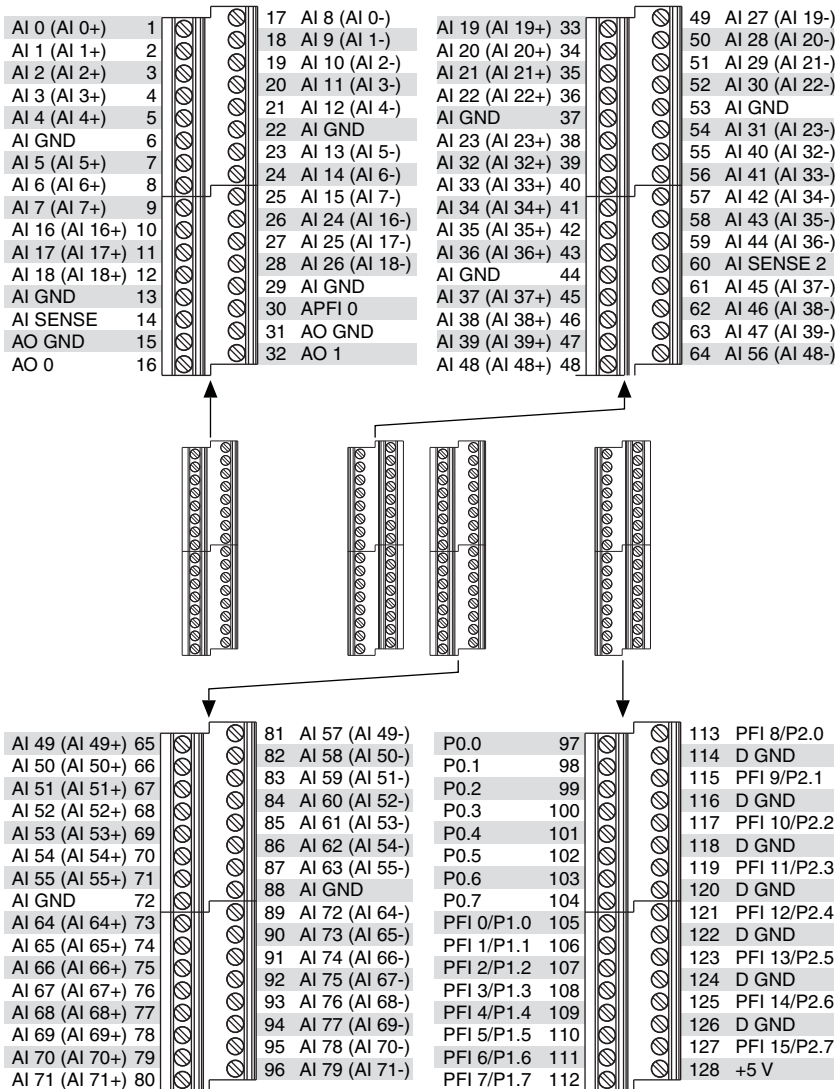 AI 0 (AI 0+) 1
AI 1 (AI 1+) 2
AI 2 (AI 2+) 3
AI 3 (AI 3+) 4
AI 4 (AI 4+) 5
AI GND 6
AI 5 (AI 5+) 7
AI 6 (AI 6+) 8
AI 7 (AI 7+) 9
AI 16 (AI 16+) 10
AI 17 (AI 17+) 11
AI 18 (AI 18+) 12
AI GND 13
AI SENSE 14
AO GND 15
AO 0 16
17 AI 8 (AI 0-)
18 AI 9 (AI 1-)
19 AI 10 (AI 2-)
20 AI 11 (AI 3-)
21 AI 12 (AI 4-)
22 AI GND
23 AI 13 (AI 5-)
24 AI 14 (AI 6-)
25 AI 15 (AI 7-)
26 AI 24 (AI 16-)
27 AI 25 (AI 17-)
28 AI 26 (AI 18-)
29 AI GND
30 APFI 0
31 AO GND
32 AO 1
AI 19 (AI 19+) 33
AI 20 (AI 20+) 34
AI 21 (AI 21+) 35
AI 22 (AI 22+) 36
AI GND 37
AI 23 (AI 23+) 38
AI 32 (AI 32+) 39
AI 33 (AI 33+) 40
AI 34 (AI 34+) 41
AI 35 (AI 35+) 42
AI 36 (AI 36+) 43
AI GND 44
AI 37 (AI 37+) 45
AI 38 (AI 38+) 46
AI 39 (AI 39+) 47
AI 48 (AI 48+) 48
49 AI 27 (AI 19-)
50 AI 28 (AI 20-)
51 AI 29 (AI 21-)
52 AI 30 (AI 22-)
53 AI GND
54 AI 31 (AI 23-)
55 AI 40 (AI 32-)
56 AI 41 (AI 33-)
57 AI 42 (AI 34-)
58 AI 43 (AI 35-)
59 AI 44 (AI 36-)
60 AI SENSE 2
61 AI 45 (AI 37-)
62 AI 46 (AI 38-)
63 AI 47 (AI 39-)
64 AI 56 (AI 48-)
AI 49 (AI 49+) 65
AI 50 (AI 50+) 66
AI 51 (AI 51+) 67
AI 52 (AI 52+) 68
AI 53 (AI 53+) 69
AI 54 (AI 54+) 70
AI 55 (AI 55+) 71
AI GND 72
AI 64 (AI 64+) 73
AI 65 (AI 65+) 74
AI 66 (AI 66+) 75
AI 67 (AI 67+) 76
AI 68 (AI 68+) 77
AI 69 (AI 69+) 78
AI 70 (AI 70+) 79
AI 71 (AI 71+) 80
81 AI 57 (AI 49-)
82 AI 58 (AI 50-)
83 AI 59 (AI 51-)
84 AI 60 (AI 52-)
85 AI 61 (AI 53-)
86 AI 62 (AI 54-)
87 AI 63 (AI 55-)
88 AI GND
89 AI 72 (AI 64-)
90 AI 73 (AI 65-)
91 AI 74 (AI 66-)
92 AI 75 (AI 67-)
93 AI 76 (AI 68-)
94 AI 77 (AI 69-)
95 AI 78 (AI 70-)
96 AI 79 (AI 71-)
P0.0 97
P0.1 98
P0.2 99
P0.3 100
P0.4 101
P0.5 102
P0.6 103
P0.7 104
PFI 0/P1.0 105
PFI 1/P1.1 106
PFI 2/P1.2 107
PFI 3/P1.3 108
PFI 4/P1.4 109
PFI 5/P1.5 110
PFI 6/P1.6 111
PFI 7/P1.7 112
113 PFI 8/P2.0
114 D GND
115 PFI 9/P2.1
116 D GND
117 PFI 10/P2.2
118 D GND
119 PFI 11/P2.3
120 D GND
121 PFI 12/P2.4
122 D GND
123 PFI 13/P2.5
124 D GND
125 PFI 14/P2.6
126 D GND
127 PFI 15/P2.7
128 +5 V